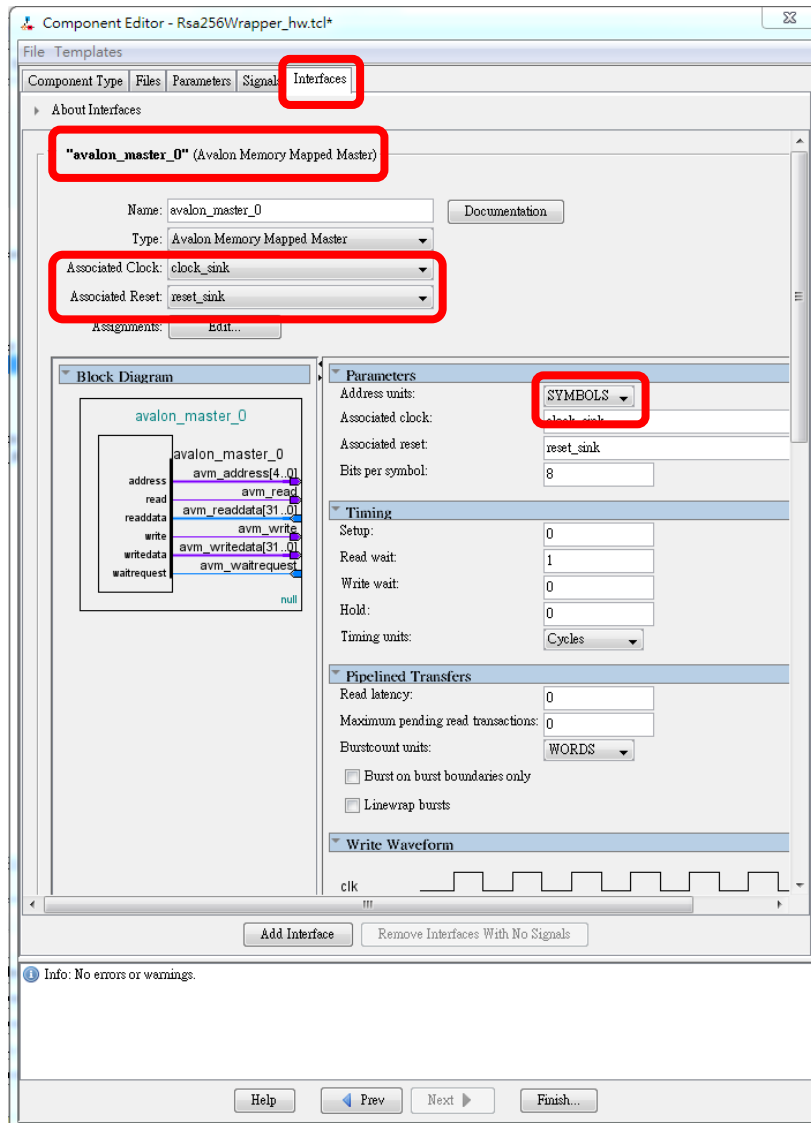 Component Editor - Rsa256Wrapper_hw.tcl*
File Templates
Component Type Files Parameters Signals Interfaces
About Interfaces
"avalon_master_0" (Avalon Memory Mapped Master)
Name: avalon_master_0 Documentation
Type: Avalon Memory Mapped Master
Associated Clock: clock_sink
Associated Reset: reset_sink
Assignments: Edit...
Block Diagram
avalon_master_0
avalon_master_0
address avm_address[4..0]
read avm_read
readdata avm_readdata[31..0]
write avm_write
writedata avm_writedata[31..0]
waitrequest avm_waitrequest
null
Parameters
Address units: SYMBOLS
Associated clock: clock_sink
Associated reset: reset_sink
Bits per symbol: 8
Timing
Setup: 0
Read wait: 1
Write wait: 0
Hold: 0
Timing units: Cycles
Pipelined Transfers
Read latency: 0
Maximum pending read transactions: 0
Burstcount units: WORDS
Burst on burst boundaries only
Linewrap bursts
Write Waveform
clk
Add Interface Remove Interfaces With No Signals
Info: No errors or warnings.
Help Prev Next Finish...